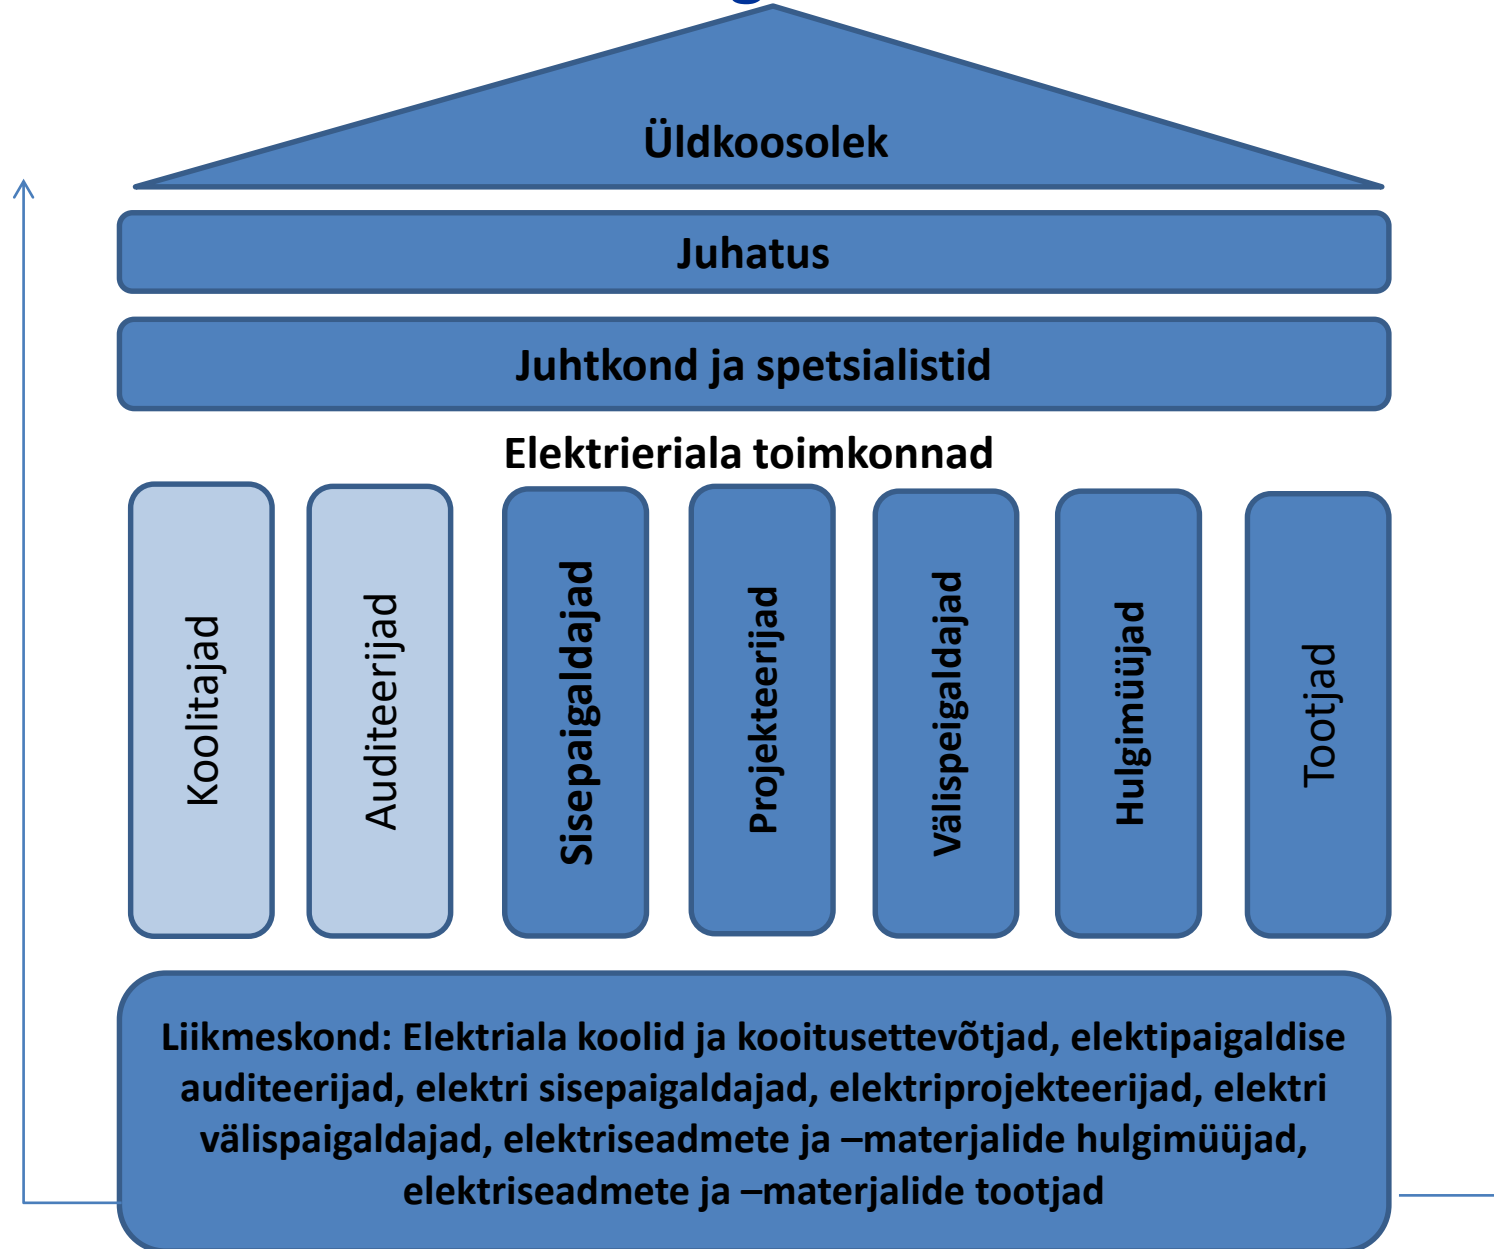 Üldkoosolek
Juhatus
Juhtkond ja spetsialistid
Elektrieriala toimkonnad
Koolitajad
Auditeerijad
Sisepaigaldajad
Projekteerijad
Välispeigaldajad
Hulgimüüjad
Tootjad
Liikmeskond: Elektriala koolid ja kooitusettevõtjad, elektipaigaldise
auditeerijad, elektri sisepaigaldajad, elektriprojekteerijad, elektri
välispaigaldajad, elektriseadmete ja –materjalide hulgimüüjad,
elektriseadmete ja –materjalide tootjad